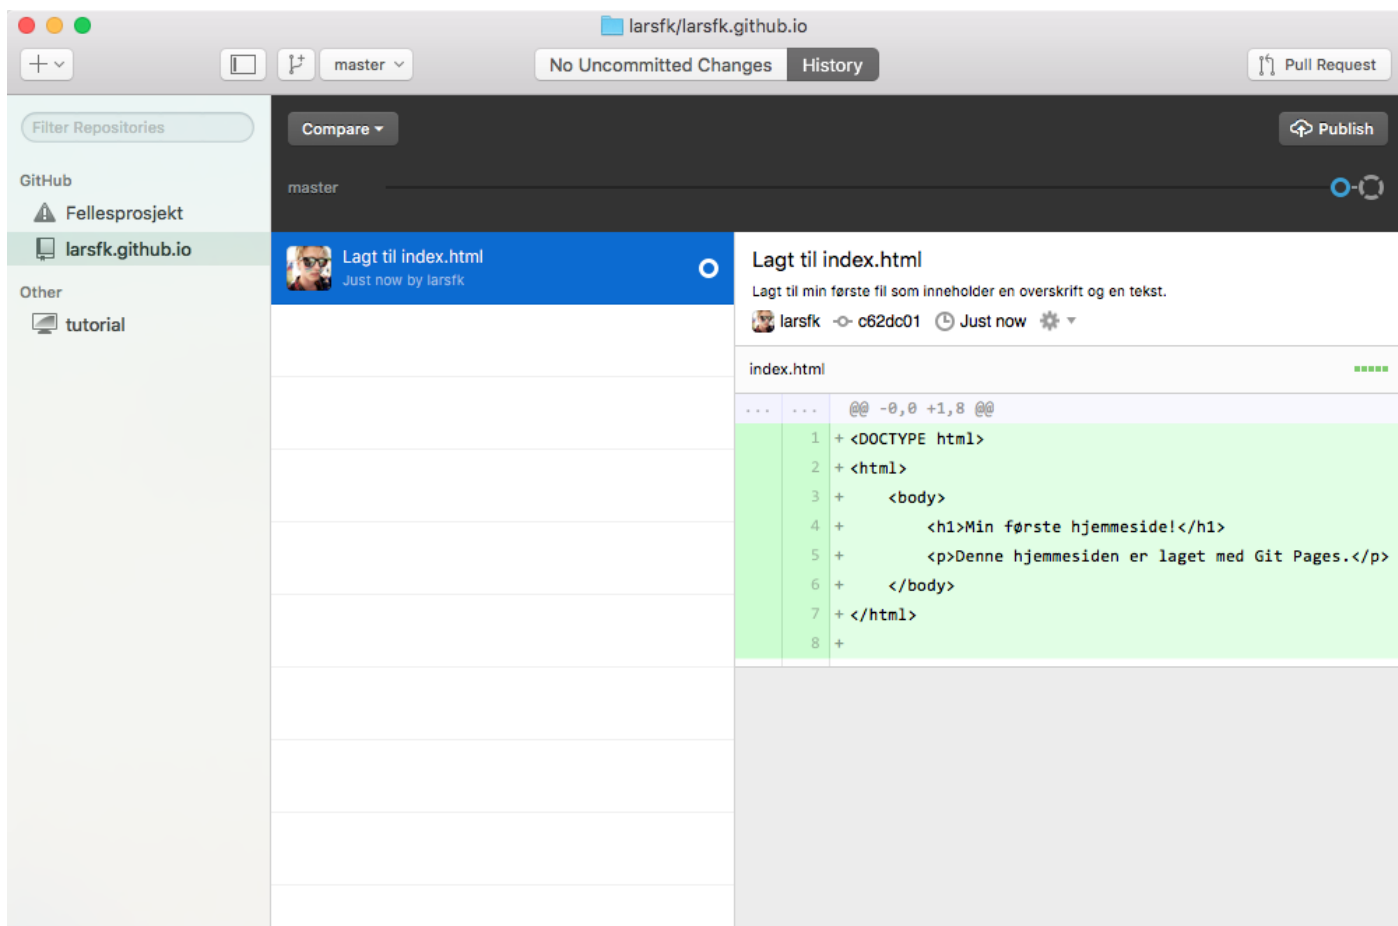 larsfk/larsfk.github.io
master
No Uncommitted Changes
History
Pull Request
Filter Repositories
GitHub
Fellesprosjekt
larsfk.github.io
Other
tutorial
Compare
Publish
master
Lagt til index.html
Just now by larsfk
Lagt til index.html
Lagt til min første fil som inneholder en overskrift og en tekst.
larsfk c62dc01 Just now
index.html
... ... @@ -0,0 +1,8 @@
1 + <DOCTYPE html>
2 + <html>
3 +     <body>
4 +         <h1>Min første hjemmeside!</h1>
5 +         <p>Denne hjemmesiden er laget med Git Pages.</p>
6 +     </body>
7 + </html>
8 +